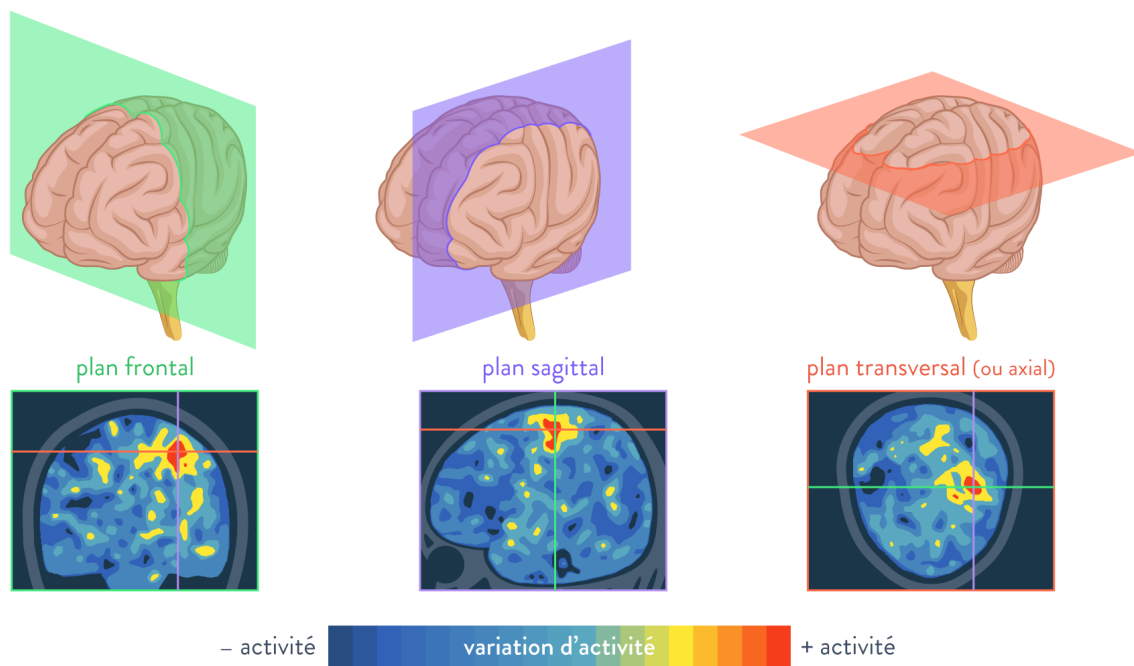 plan frontal
plan sagittal
plan transversal (ou axial)
– activité
variation d’activité
+ activité